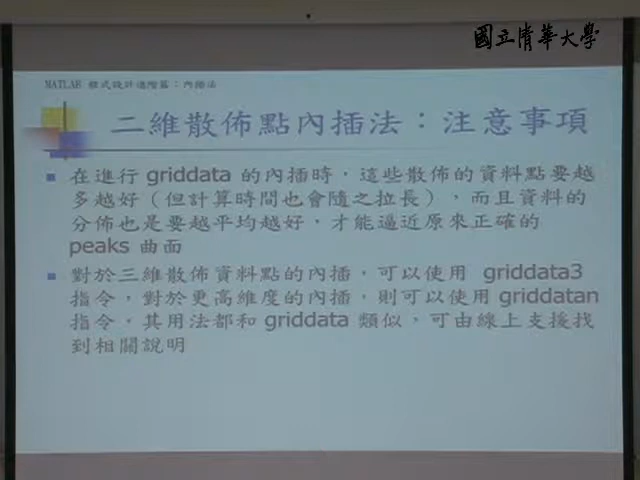 國立清華大學
MATLAB 程式設計進階篇：內插法
二維散佈點內插法：注意事項
在進行 griddata 的內插時，這些散佈的資料點要越
多越好（但計算時間也會隨之拉長），而且資料的
分佈也是要越平均越好，才能逼近原來正確的
peaks 曲面
對於三維散佈資料點的內插，可以使用 griddata3
指令，對於更高維度的內插，則可以使用 griddatan
指令，其用法都和 griddata 類似，可由線上支援找
到相關說明